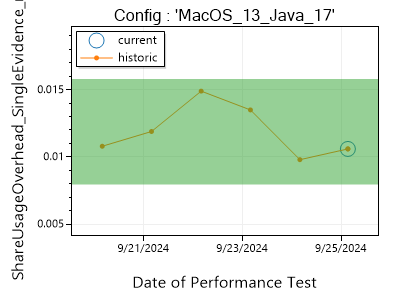 Config : 'MacOS_13_Java_17'
current
historic
0.015
0.01
0.005
9/21/2024
9/23/2024
9/25/2024
Date of Performance Test
ShareUsageOverhead_SingleEvidence_